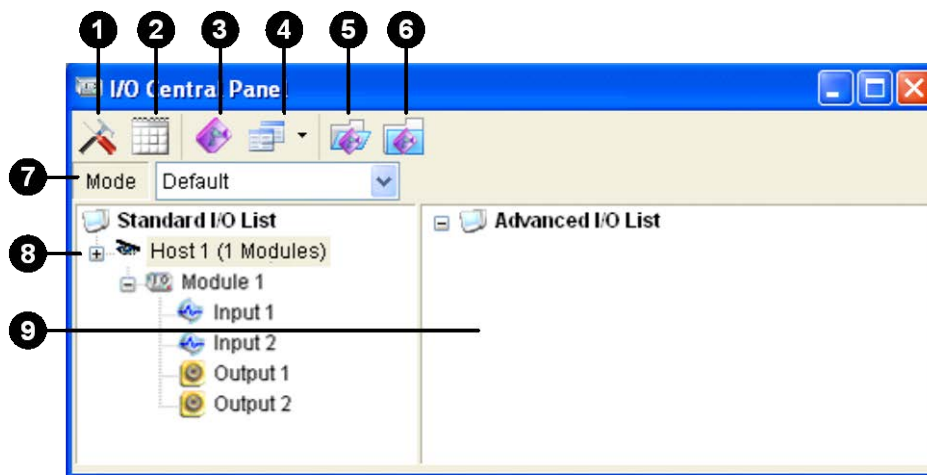 1 2 3 4 5 6
I/O Central Panel
7 Mode Default
Standard I/O List
Advanced I/O List
8 Host 1 (1 Modules)
Module 1
Input 1
9 Input 2
Output 1
Output 2